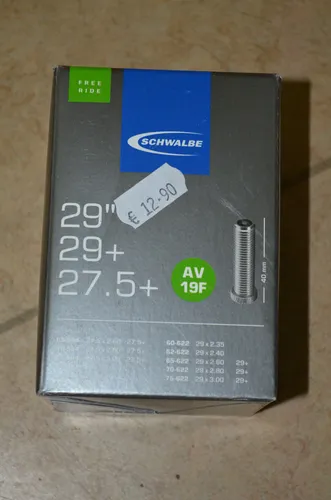 FREE
RIDE
SCHWALBE
29"
€ 12.90
29+
27.5+
AV
19F
40 mm
60-622 29 x 2.35
62-622 29 x 2.40
65-622 29 x 2.60 29+
70-622 29 x 2.80 29+
75-622 29 x 3.00 29+